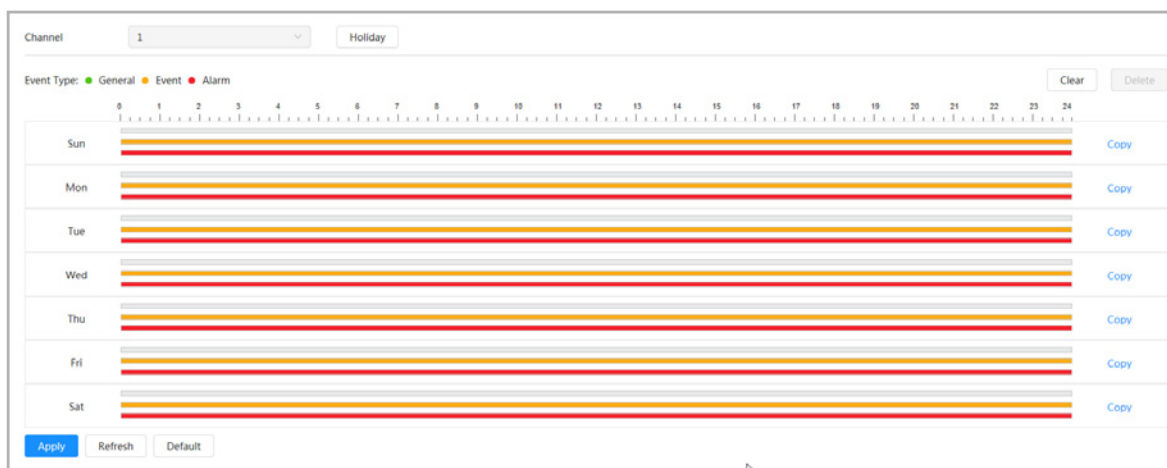 Channel 1 Holiday
Event Type: General Event Alarm Clear Delete
0 1 2 3 4 5 6 7 8 9 10 11 12 13 14 15 16 17 18 19 20 21 22 23 24
Sun Copy
Mon Copy
Tue Copy
Wed Copy
Thu Copy
Fri Copy
Sat Copy
Apply Refresh Default